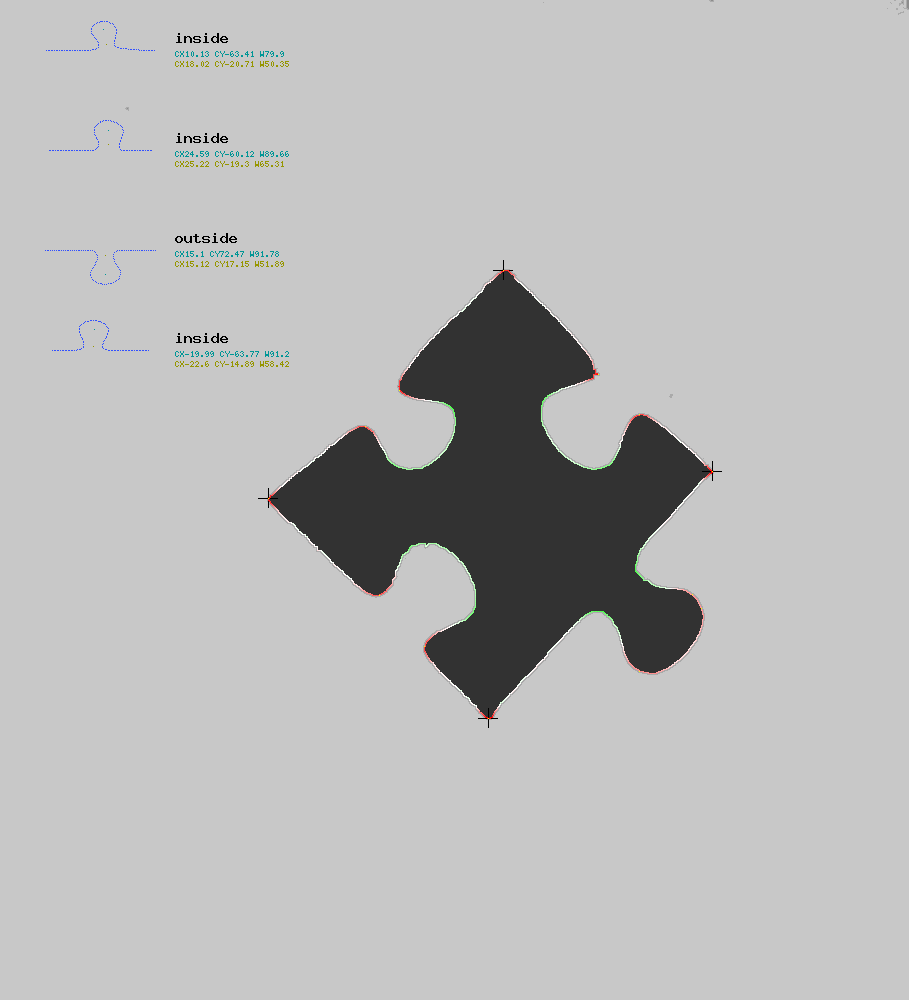 inside
CX10.13 CY-63.41 W79.9
CX18.02 CY-20.71 W50.35
inside
CX24.59 CY-60.12 W89.66
CX25.22 CY-19.3 W65.31
outside
CX15.1 CY72.47 W91.78
CX15.12 CY17.15 W51.89
inside
CX-19.99 CY-63.77 W91.2
CX-22.6 CY-14.89 W58.42